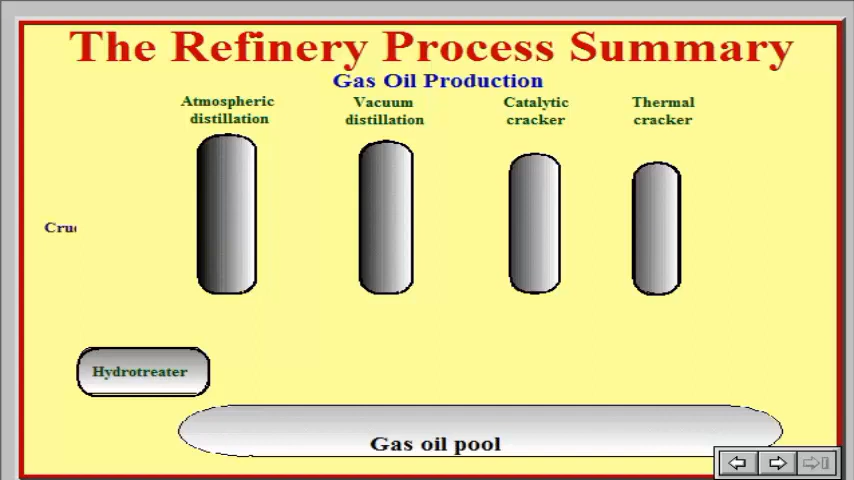 The Refinery Process Summary
Gas Oil Production
Atmospheric
distillation
Vacuum
distillation
Catalytic
cracker
Thermal
cracker
Hydrotreater
Gas oil pool